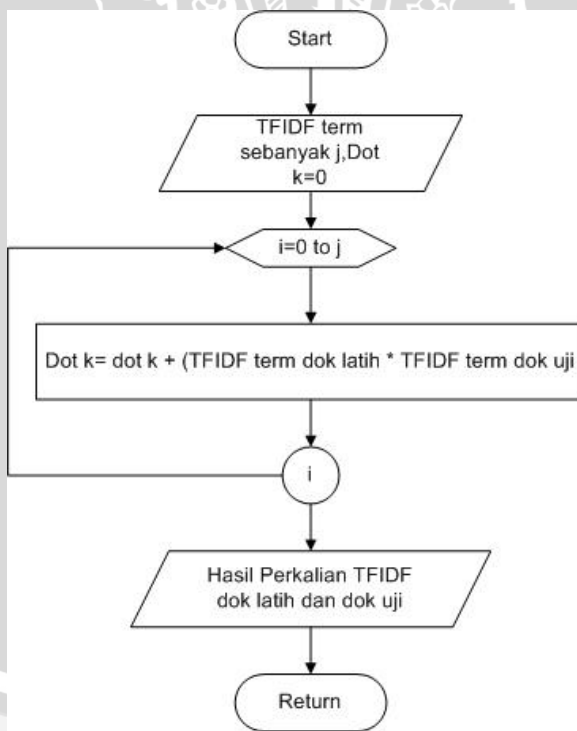 Start
TFIDF term
sebanyak j,Dot
k=0
i=0 to j
Dot k= dot k + (TFIDF term dok latih * TFIDF term dok uji
i
Hasil Perkalian TFIDF
dok latih dan dok uji
Return